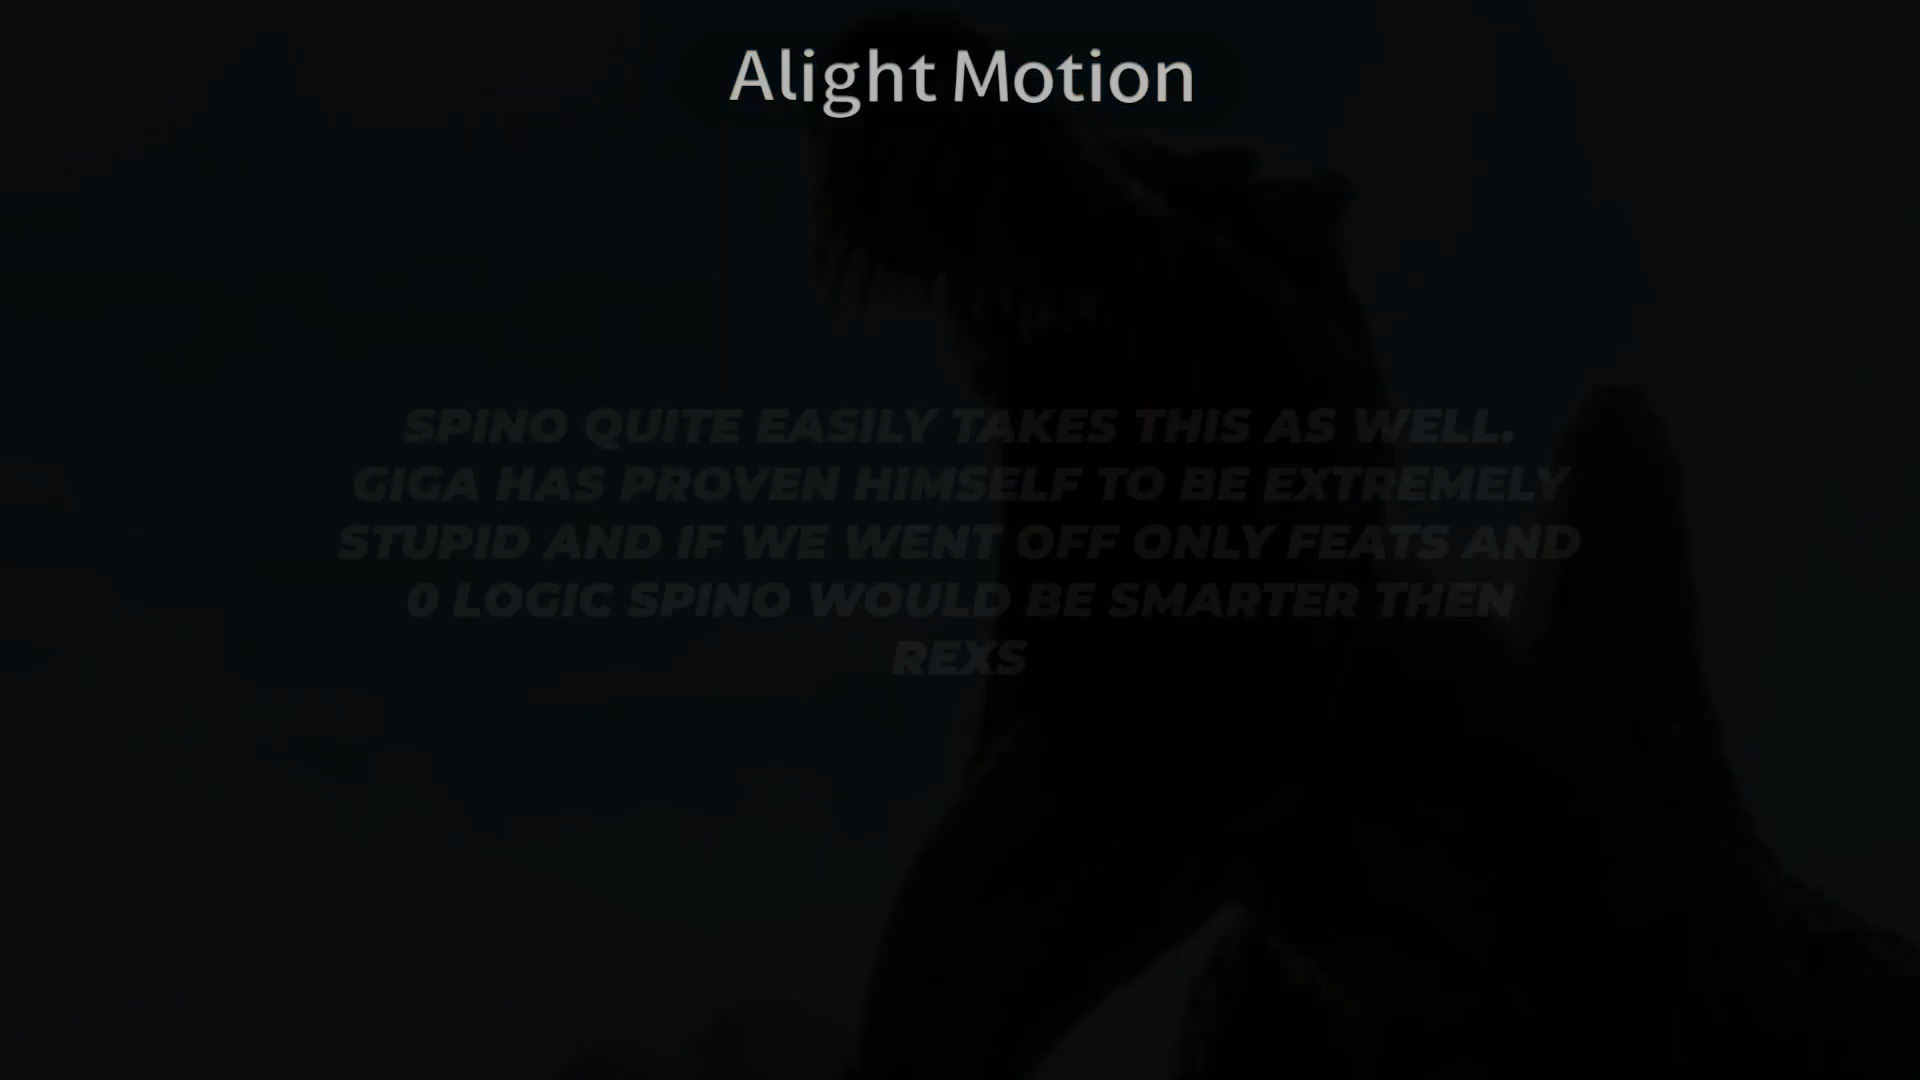 Alight Motion
SPINO QUITE EASILY TAKES THIS AS WELL.
GIGA HAS PROVEN HIMSELF TO BE EXTREMELY
STUPID AND IF WE WENT OFF ONLY FEATS AND
0 LOGIC SPINO WOULD BE SMARTER THEN
REXS